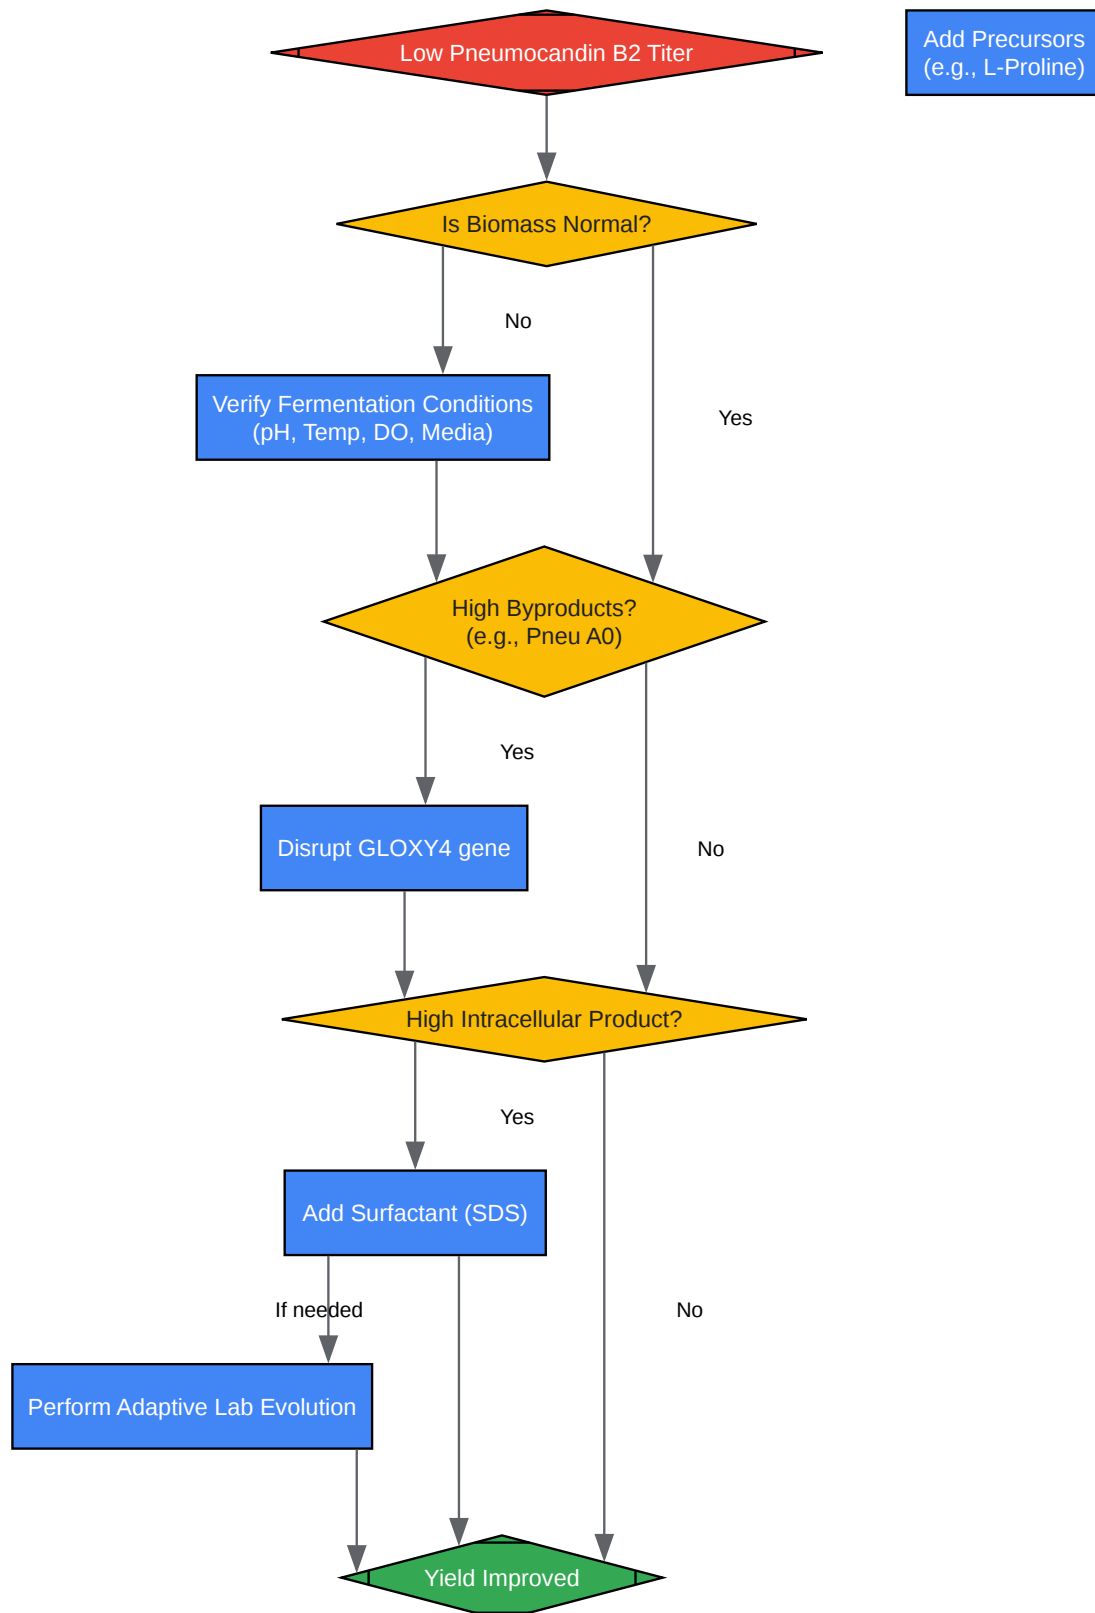 Low Pneumocandin B2 Titer
Add Precursors
(e.g., L-Proline)
Is Biomass Normal?
No
Verify Fermentation Conditions
(pH, Temp, DO, Media)
Yes
High Byproducts?
(e.g., Pneu A0)
Yes
Disrupt GLOXY4 gene
No
High Intracellular Product?
Yes
Add Surfactant (SDS)
If needed
No
Perform Adaptive Lab Evolution
Yield Improved